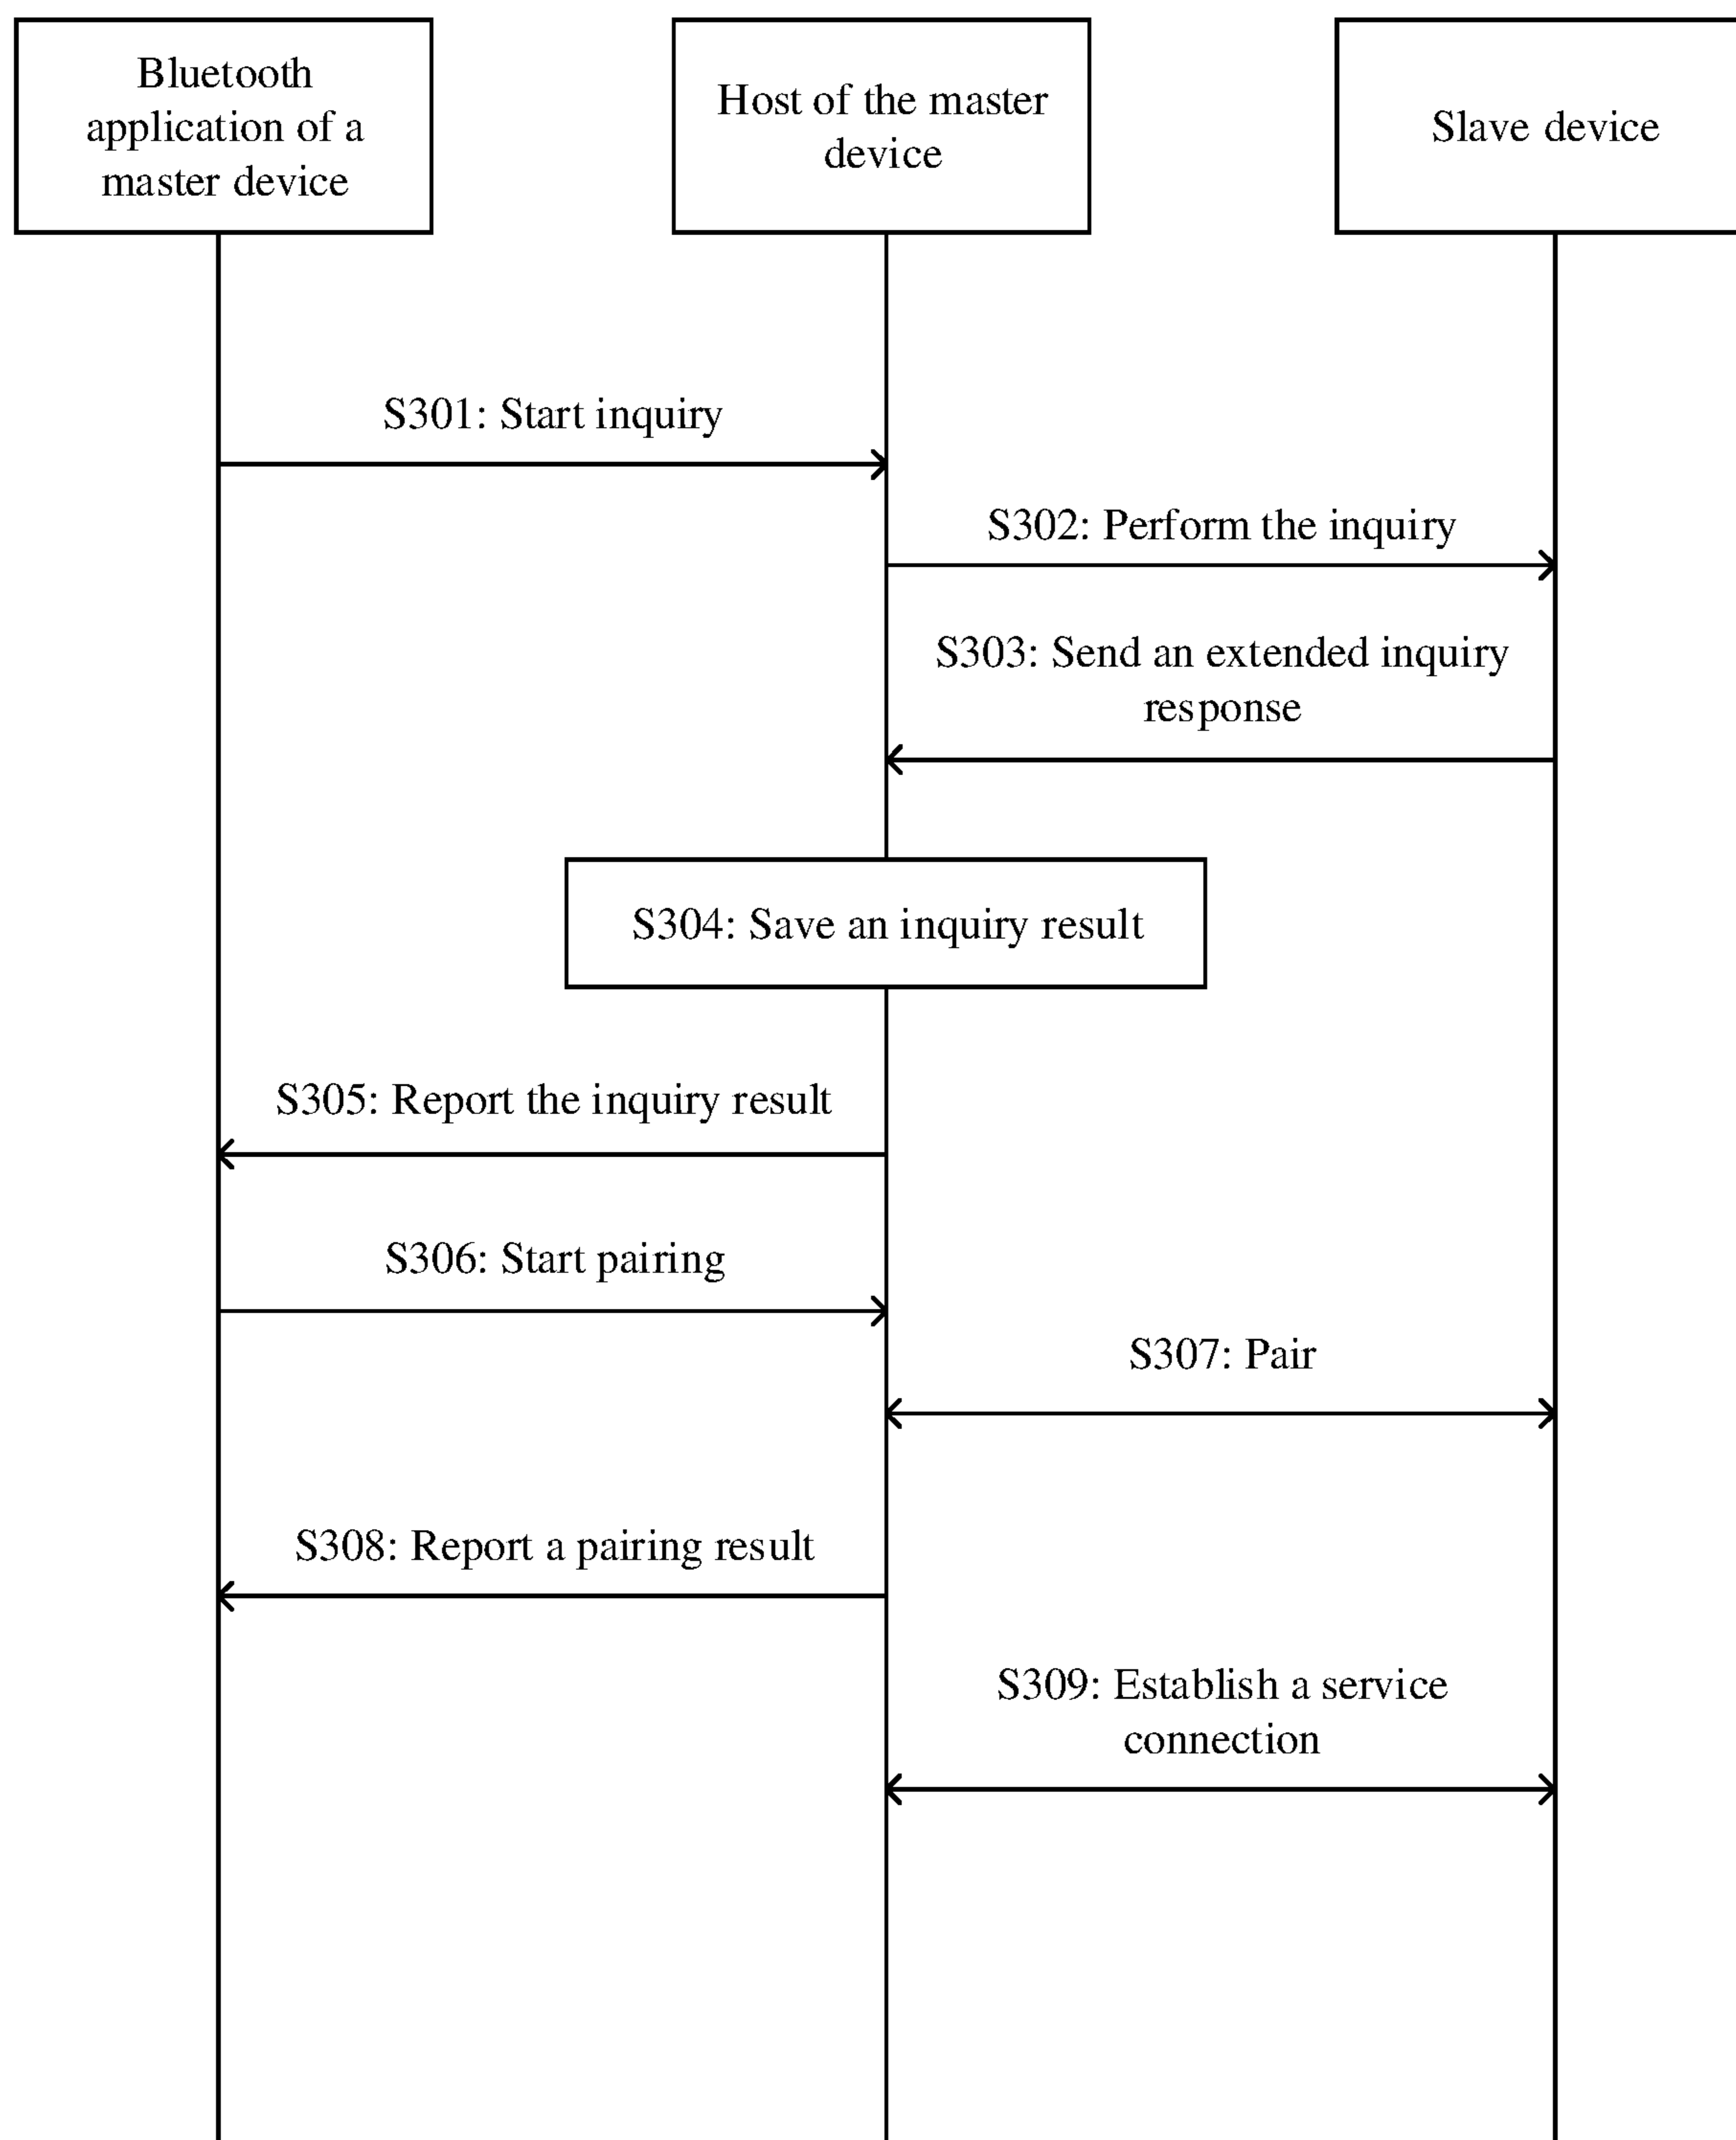 Bluetooth
application of a
master device
Host of the master
device
Slave device
S301: Start inquiry
S302: Perform the inquiry
S303: Send an extended inquiry
response
S304: Save an inquiry result
S305: Report the inquiry result
S306: Start pairing
S307: Pair
S308: Report a pairing result
S309: Establish a service
connection